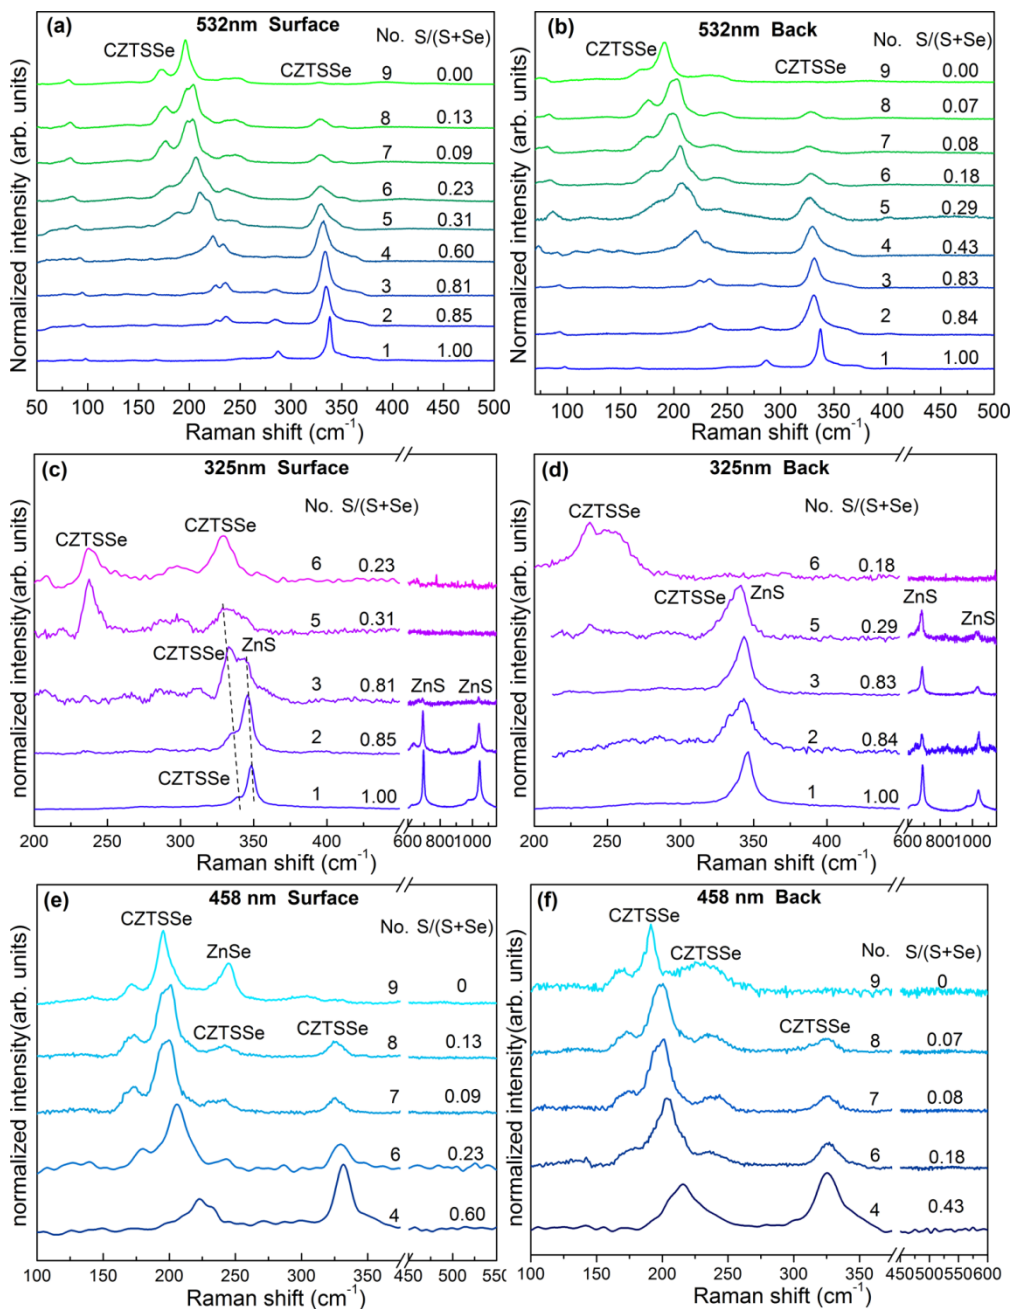 (a) 532nm Surface No. S/(S+Se)
CZTSSe CZTSSe
9 0.00
8 0.13
7 0.09
6 0.23
5 0.31
4 0.60
3 0.81
2 0.85
1 1.00
Normalized intensity(arb. units)
50 100 150 200 250 300 350 400 450 500
Raman shift (cm⁻¹)
(b) 532nm Back
No. S/(S+Se)
CZTSSe CZTSSe
9 0.00
8 0.07
7 0.08
6 0.18
5 0.29
4 0.43
3 0.83
2 0.84
1 1.00
Normalized intensity(arb. units)
100 150 200 250 300 350 400 450 500
Raman shift (cm⁻¹)
(c) 325nm Surface
No. S/(S+Se)
CZTSSe CZTSSe
6 0.23
5 0.31
CZTSSe ZnS
3 0.81
ZnS ZnS
2 0.85
CZTSSe
1 1.00
normalized intensity(arb. units)
200 250 300 350 400 600 800 1000
Raman shift (cm⁻¹)
(d) 325nm Back
No. S/(S+Se)
CZTSSe
6 0.18
CZTSSe ZnS
5 0.29
ZnS ZnS
3 0.83
2 0.84
1 1.00
normalized intensity(arb. units)
200 250 300 350 400 600 800 1000
Raman shift (cm⁻¹)
(e) 458 nm Surface
CZTSSe No. S/(S+Se)
ZnSe
9 0
CZTSSe CZTSSe
8 0.13
7 0.09
6 0.23
4 0.60
normalized intensity(arb. units)
100 150 200 250 300 350 400 450 500 550
Raman shift (cm⁻¹)
(f) 458 nm Back
CZTSSe No. S/(S+Se)
CZTSSe
9 0
CZTSSe
8 0.07
7 0.08
6 0.18
4 0.43
normalized intensity(arb. units)
100 150 200 250 300 350 400 450 500 550 600
Raman shift (cm⁻¹)